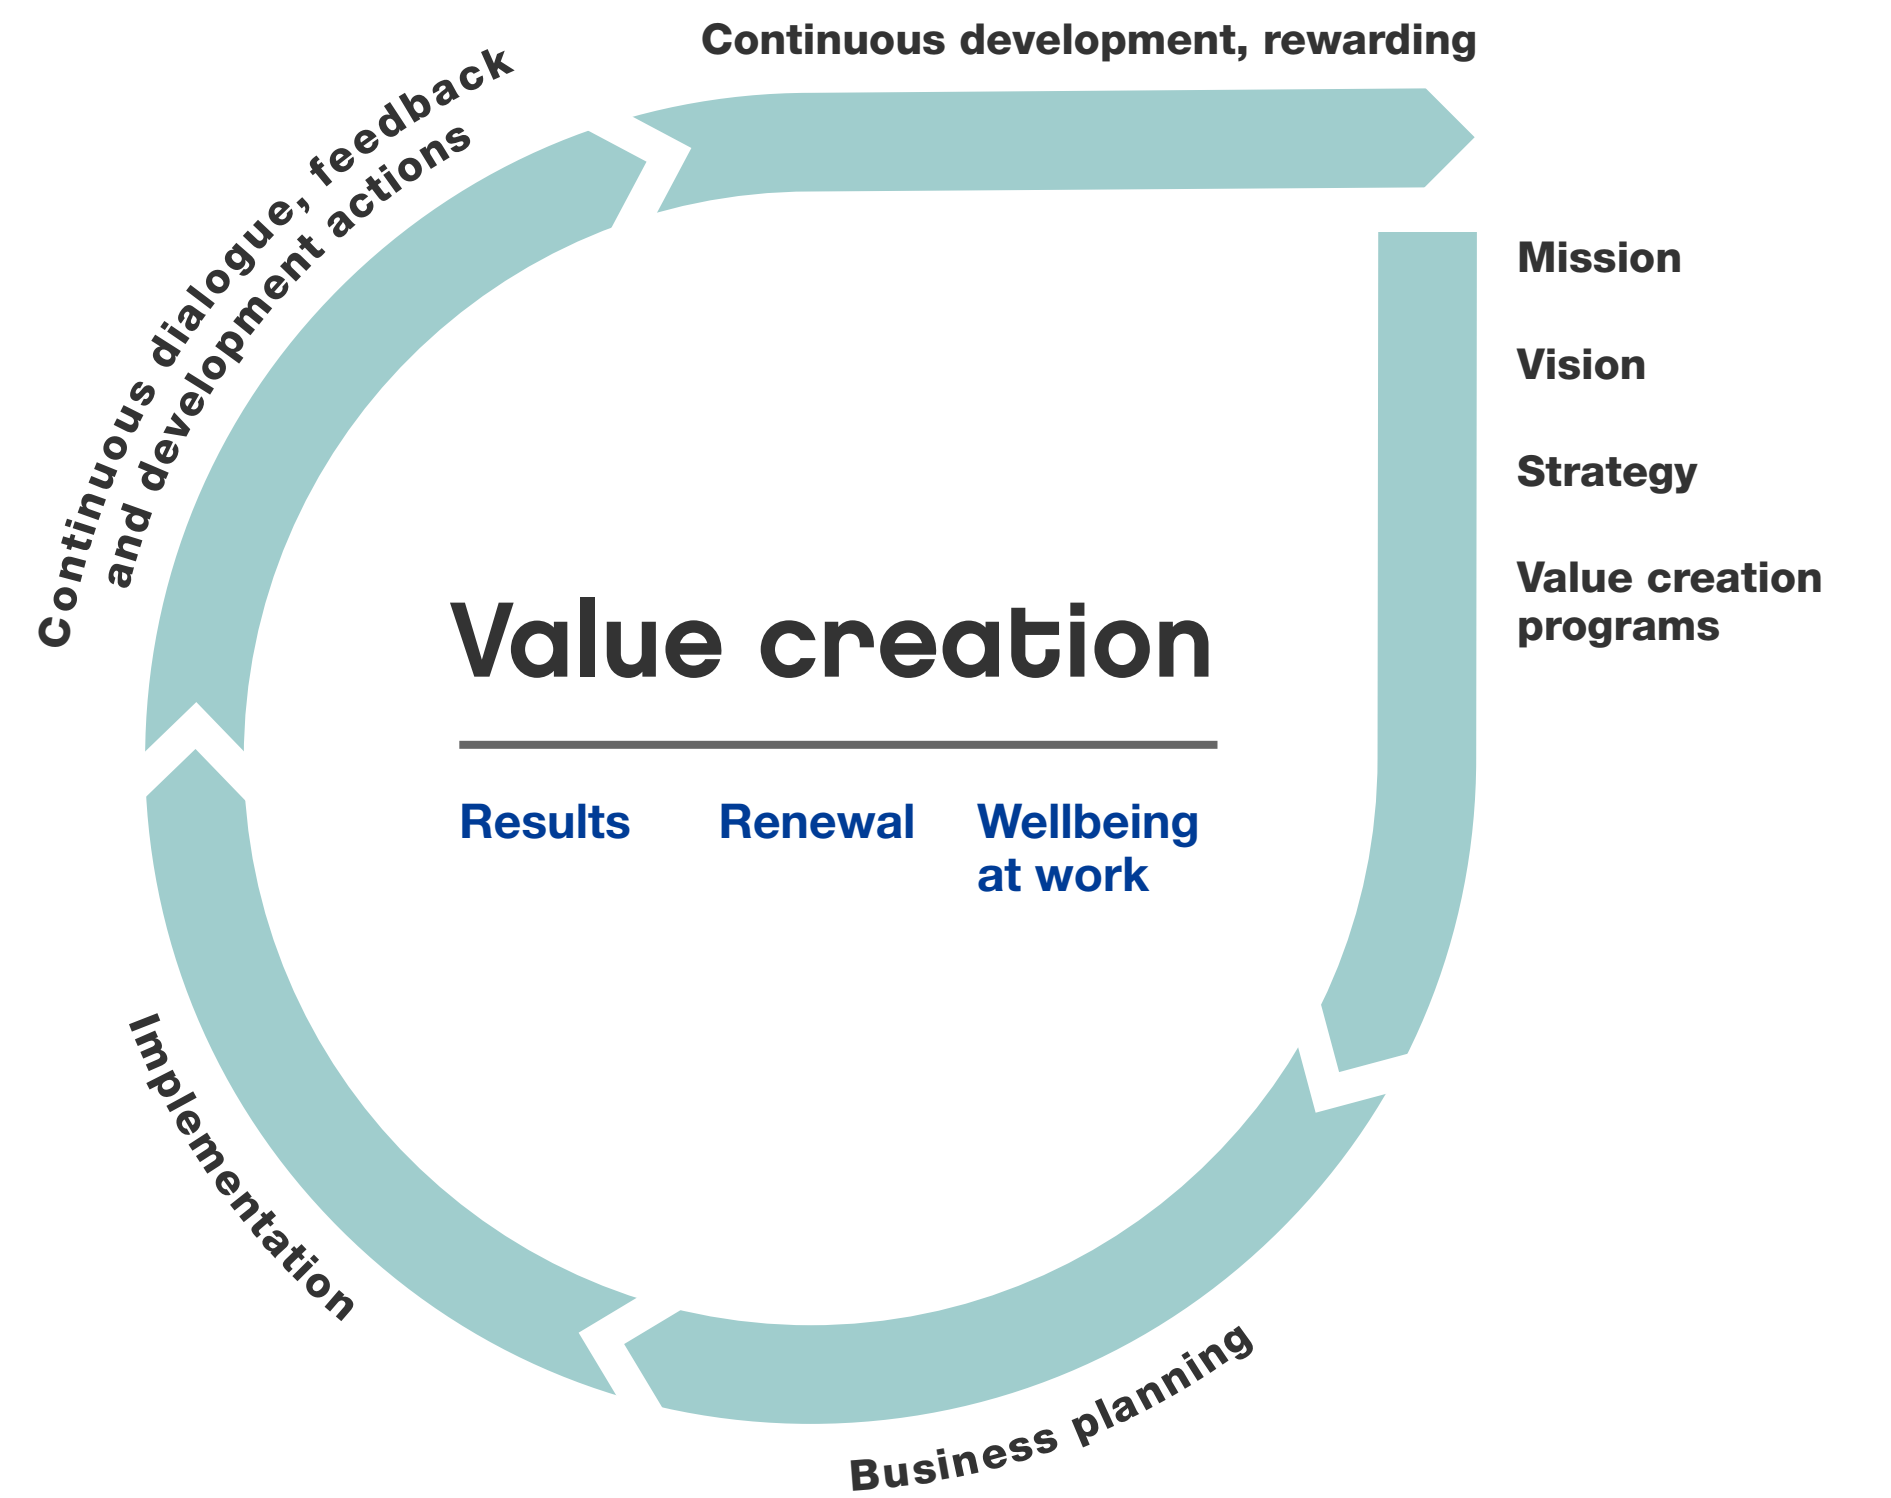 Continuous development, rewarding
Continuous dialogue, feedback
and development actions
Mission
Vision
Strategy
Value creation
programs
Value creation
Results
Renewal
Wellbeing
at work
Implementation
Business planning